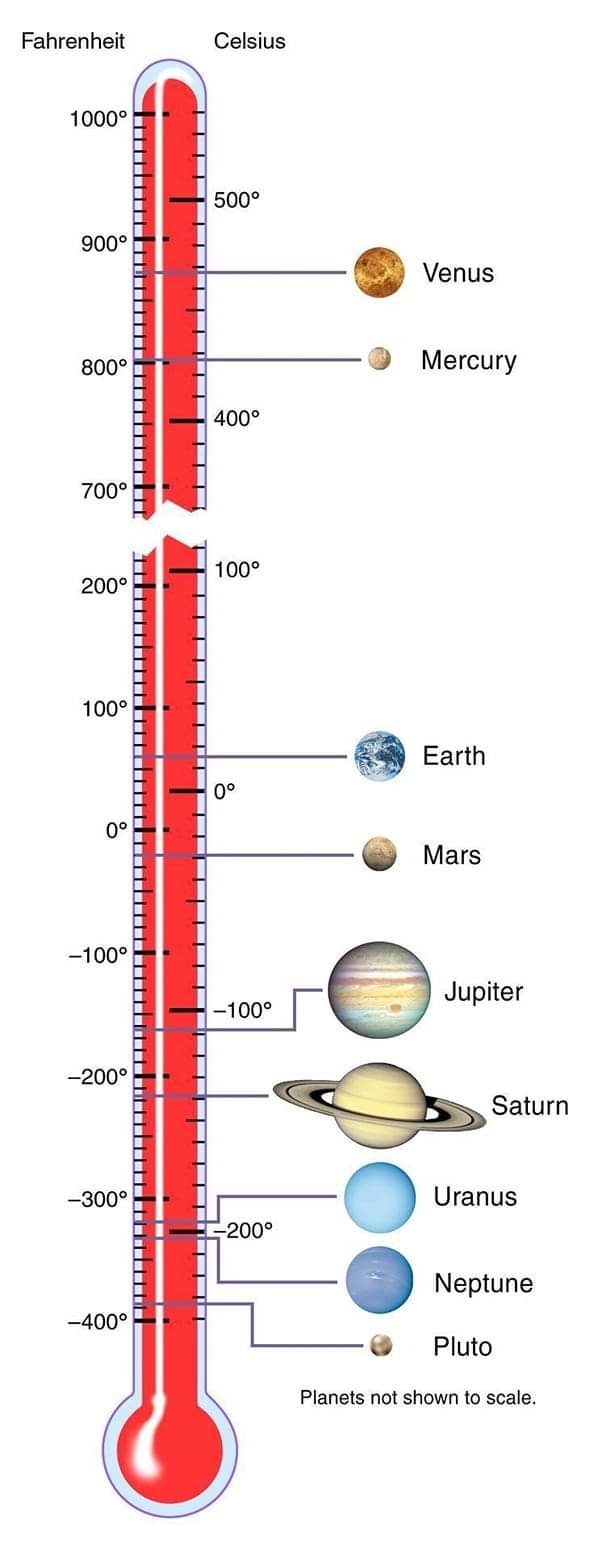 Fahrenheit Celsius
1000°
500°
900°
Venus
Mercury
800°
400°
700°
100°
200°
100°
Earth
0°
0°
Mars
–100°
Jupiter
–100°
–200°
Saturn
Uranus
–300°
–200°
Neptune
–400°
Pluto
Planets not shown to scale.